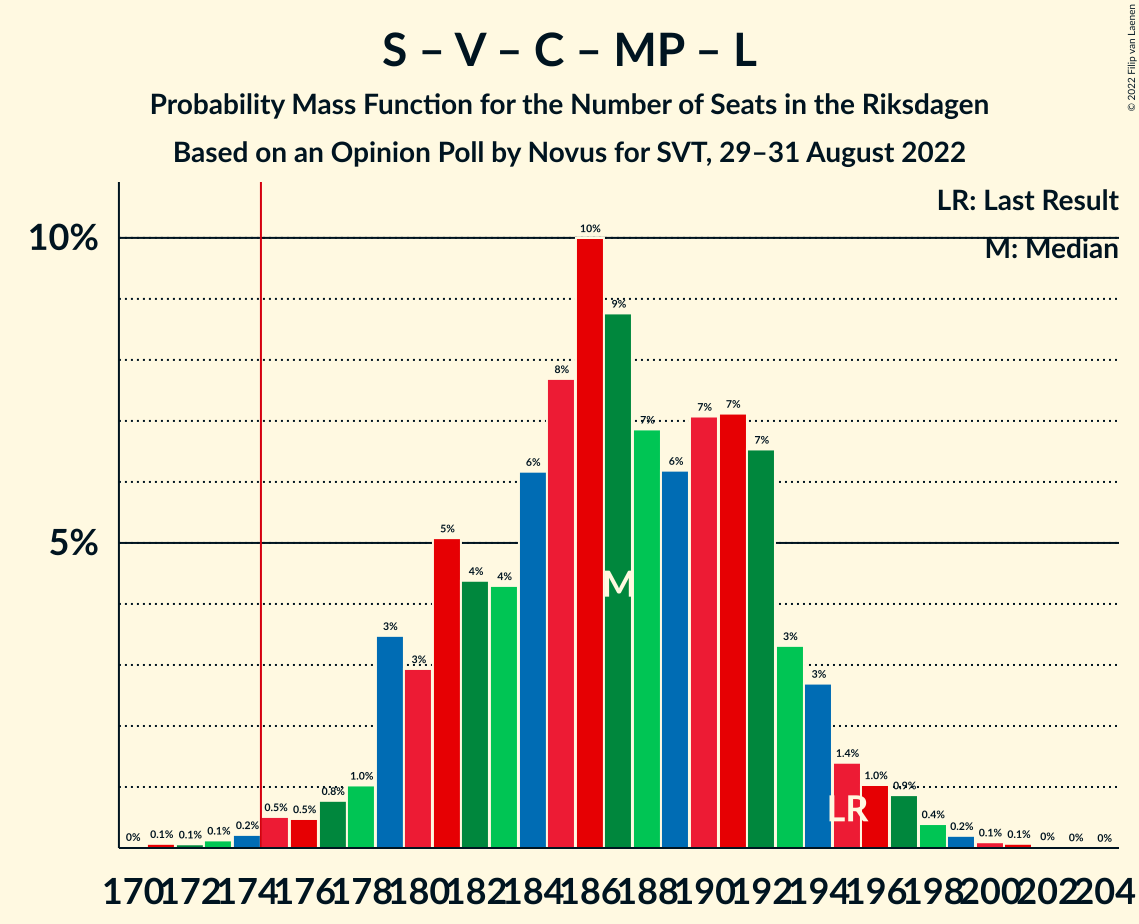 S – V – C – MP – L
Probability Mass Function for the Number of Seats in the Riksdagen
Based on an Opinion Poll by Novus for SVT, 29–31 August 2022
© 2022 Filip van Laenen
LR: Last Result
M: Median
10%
5%
0% 0.1% 0.1% 0.1% 0.2% 0.5% 0.5% 0.8% 1.0% 3% 3% 5% 4% 4% 6% 8% 10% 9% 7% 6% 7% 7% 7% 3% 3% 1.4% 1.0% 0.9% 0.4% 0.2% 0.1% 0.1% 0% 0% 0%
M
LR
170 172 174 176 178 180 182 184 186 188 190 192 194 196 198 200 202 204